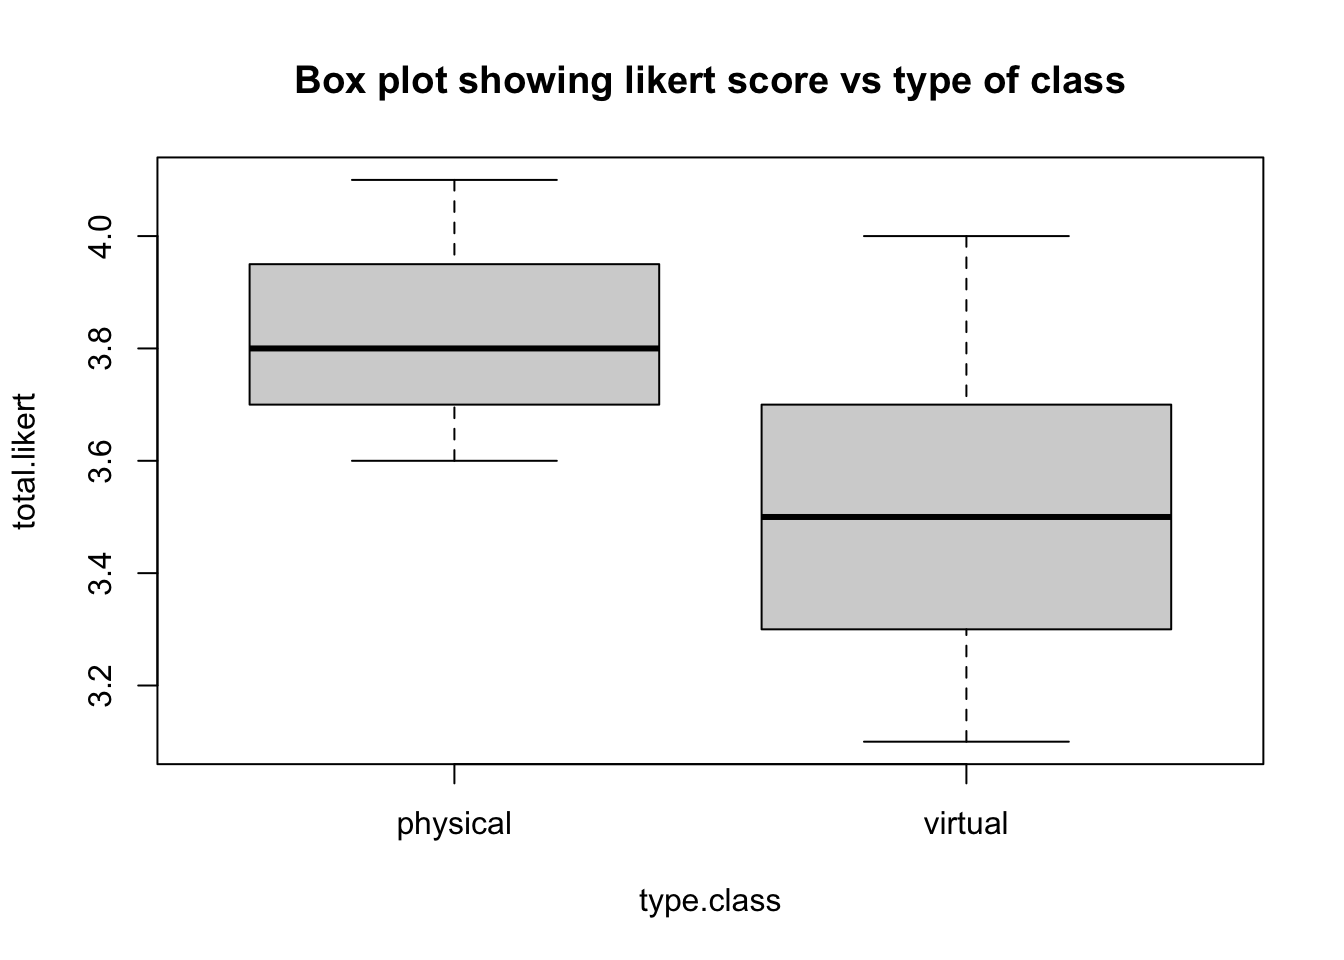 Box plot showing likert score vs type of class
total.likert
4.0
3.8
3.6
3.4
3.2
physical virtual
type.class